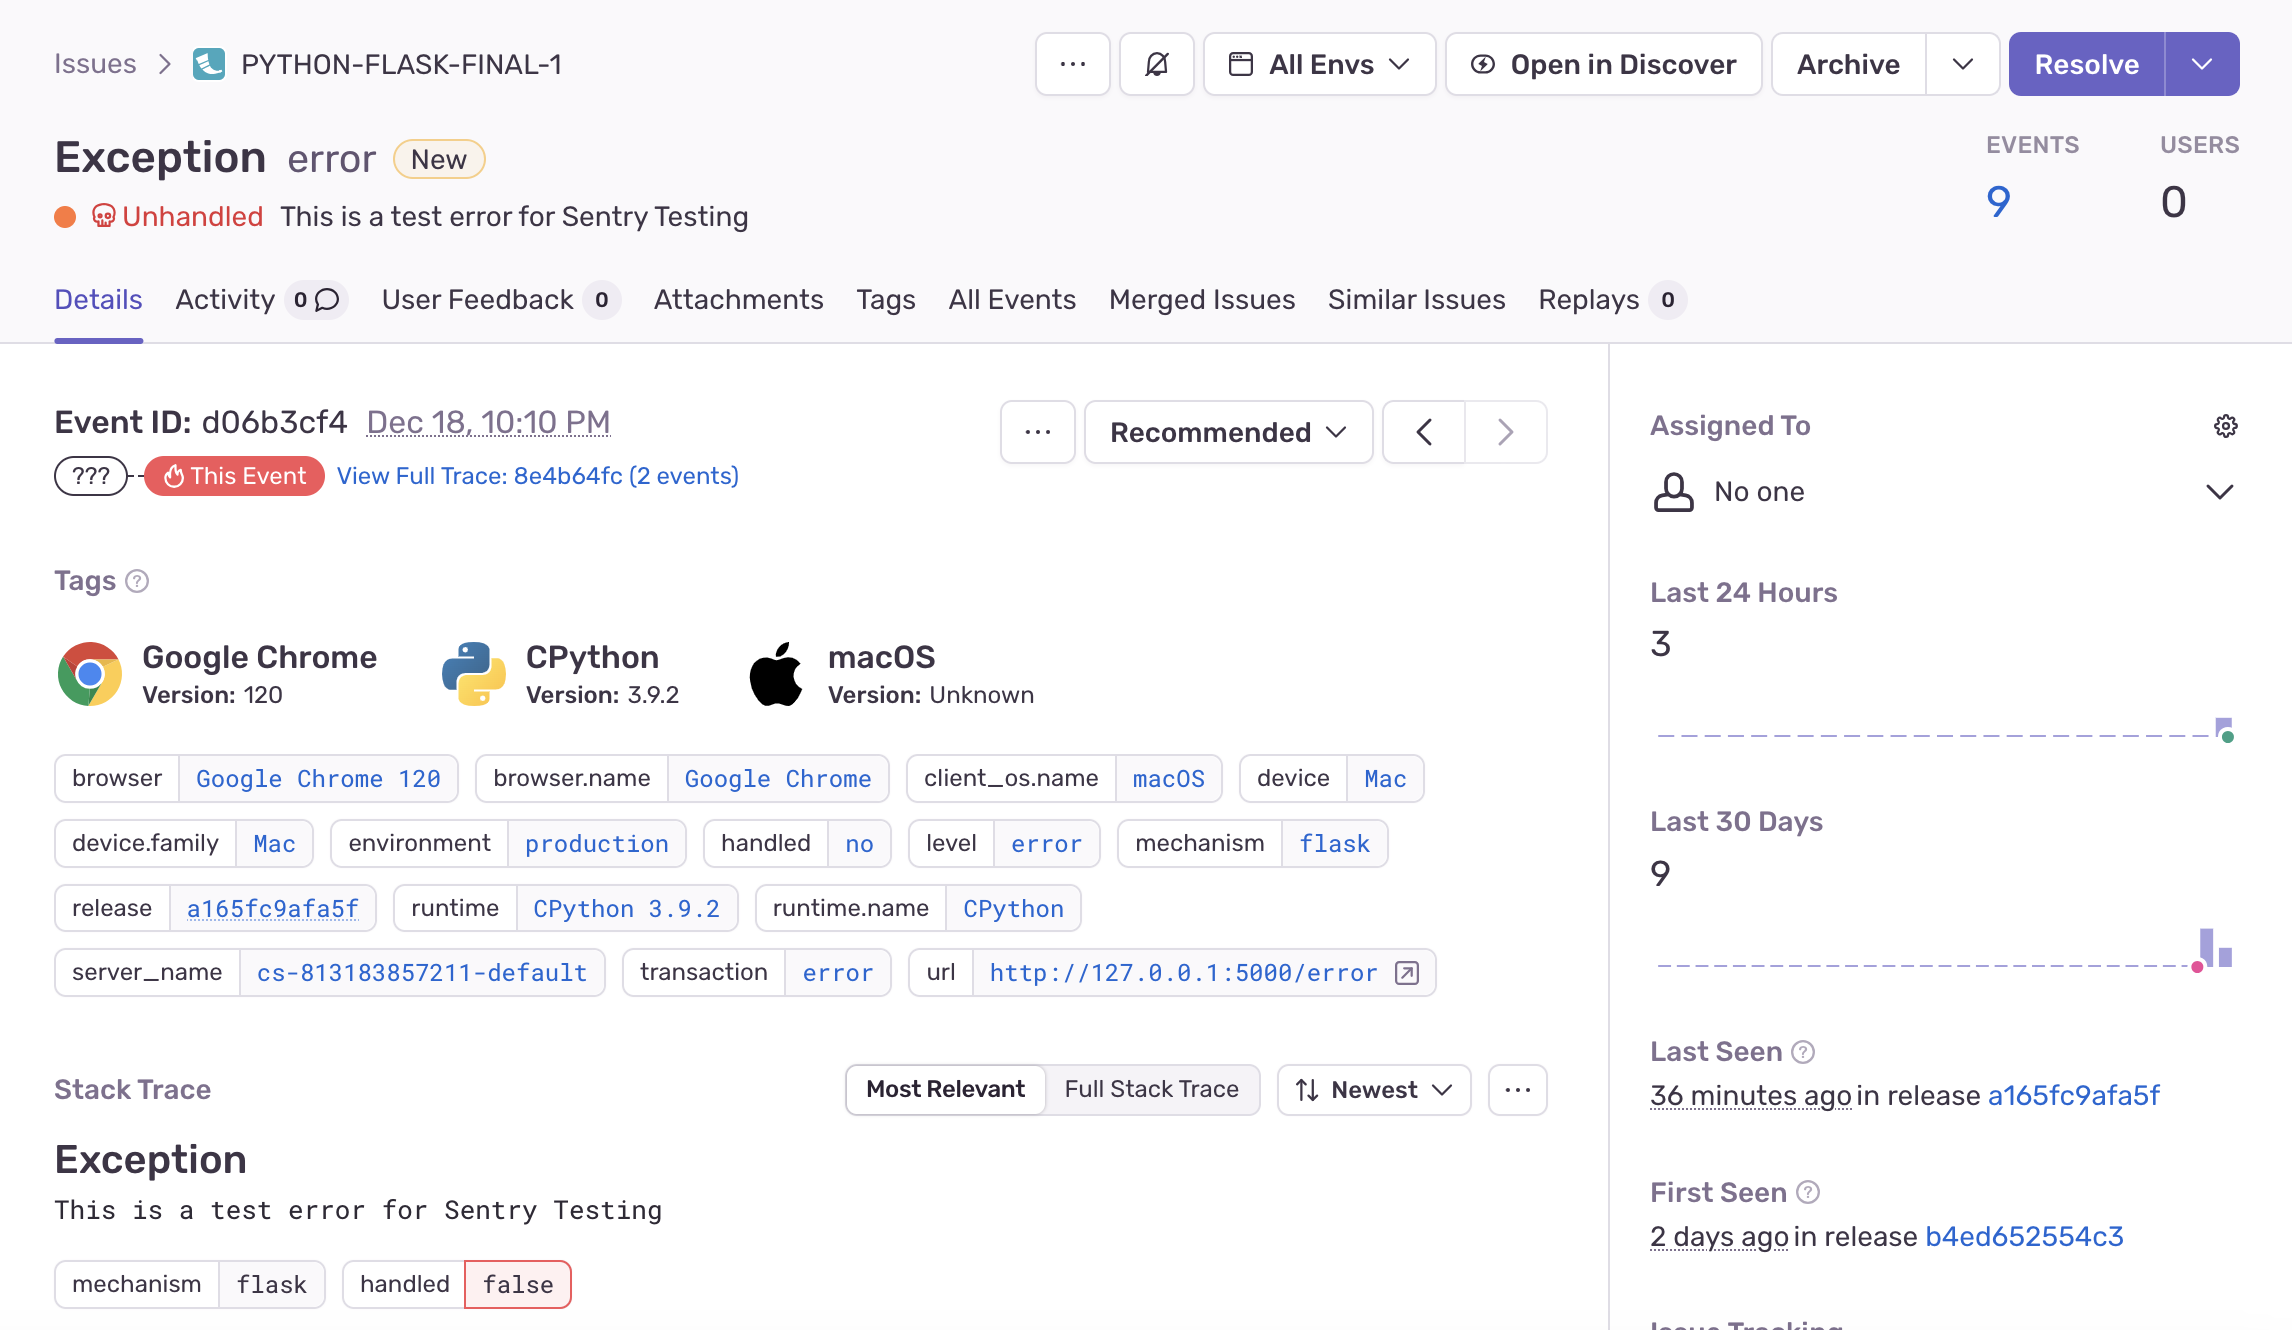 Issues > PYTHON-FLASK-FINAL-1
All Envs Open in Discover Archive Resolve
Exception error New
Unhandled This is a test error for Sentry Testing
EVENTS USERS
9 0
Details Activity 0 User Feedback 0 Attachments Tags All Events Merged Issues Similar Issues Replays 0
Event ID: d06b3cf4 Dec 18, 10:10 PM
Recommended
??? This Event View Full Trace: 8e4b64fc (2 events)
Tags ?
Google Chrome
Version: 120
CPython
Version: 3.9.2
macOS
Version: Unknown
browser Google Chrome 120 browser.name Google Chrome client_os.name macOS device Mac
device.family Mac environment production handled no level error mechanism flask
release a165fc9afa5f runtime CPython 3.9.2 runtime.name CPython
server_name cs-813183857211-default transaction error url http://127.0.0.1:5000/error
Stack Trace
Most Relevant Full Stack Trace Newest
Exception
This is a test error for Sentry Testing
mechanism flask handled false
Assigned To
No one
Last 24 Hours
3
Last 30 Days
9
Last Seen ?
36 minutes ago in release a165fc9afa5f
First Seen ?
2 days ago in release b4ed652554c3
Issue Tracking